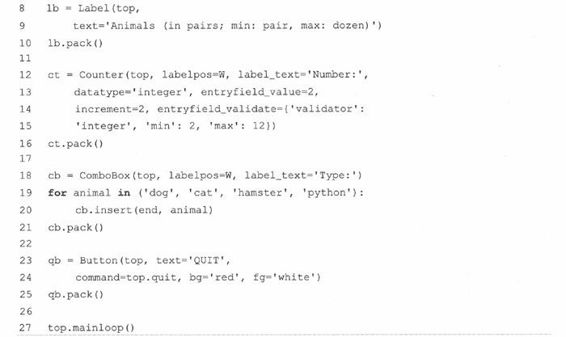 8 lb = Label(top,
9 text='Animals (in pairs; min: pair, max: dozen)')
10 lb.pack()
11
12 ct = Counter(top, labelpos=W, label_text='Number:',
13 datatype='integer', entryfield_value=2,
14 increment=2, entryfield_validate={'validator':
15 'integer', 'min': 2, 'max': 12})
16 ct.pack()
17
18 cb = ComboBox(top, labelpos=W, label_text='Type:')
19 for animal in ('dog', 'cat', 'hamster', 'python'):
20 cb.insert(end, animal)
21 cb.pack()
22
23 qb = Button(top, text='QUIT',
24 command=top.quit, bg='red', fg='white')
25 qb.pack()
26
27 top.mainloop()